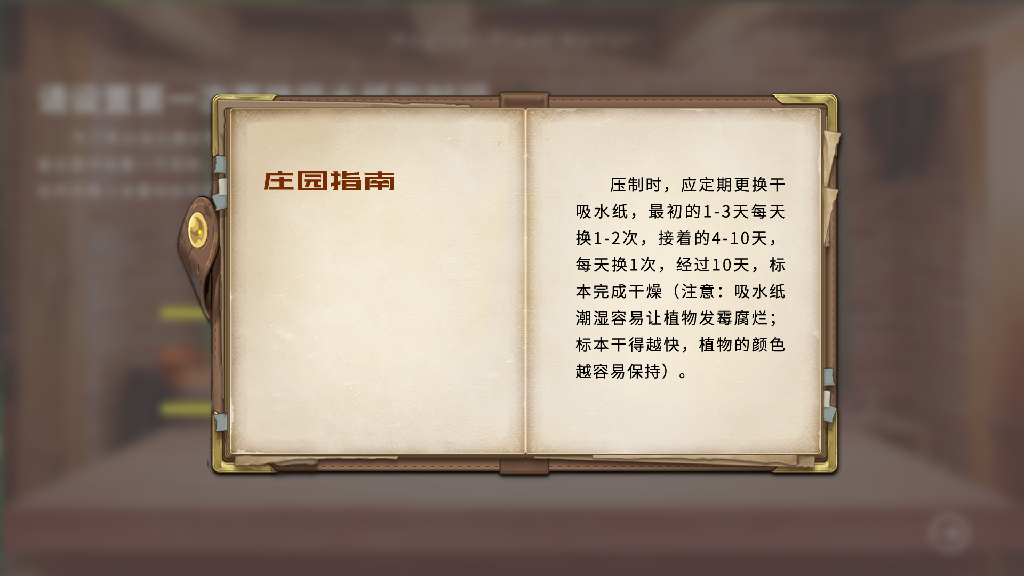 庄园指南
压制时，应定期更换干
吸水纸，最初的1-3天每天
换1-2次，接着的4-10天，
每天换1次，经过10天，标
本完成干燥（注意：吸水纸
潮湿容易让植物发霉腐烂；
标本干得越快，植物的颜色
越容易保持）。